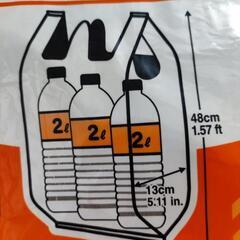 2ℓ
2ℓ
2ℓ
48cm
1.57 ft
13cm
5.11 in.